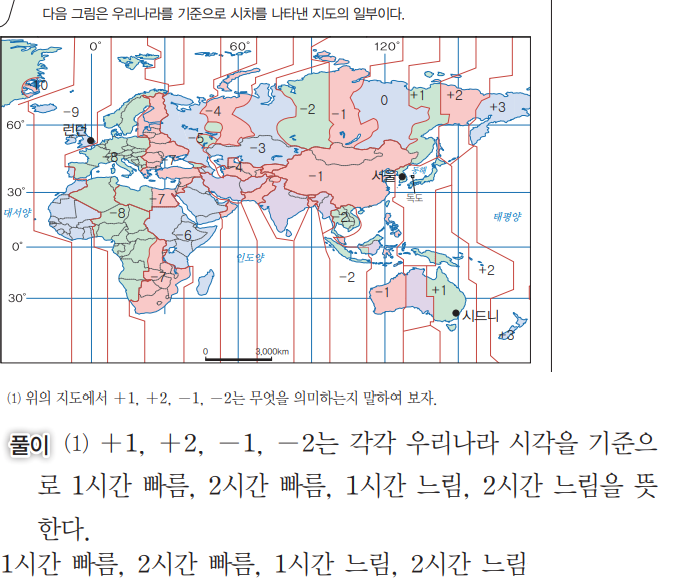 다음 그림은 우리나라를 기준으로 시차를 나타낸 지도의 일부이다.
0° 60° 120°
+10
-9
-4
-2
-1
0
+1
+2
+3
60°
런던
-5
-3
-8
-7
-4
-1
서울
동해
독도
30°
-7
대서양
-8
-2
태평양
-6
0°
인도양
+2
-7
-2
30°
-1
+1
시드니
+3
0 3,000km
(1) 위의 지도에서 +1, +2, -1, -2는 무엇을 의미하는지 말하여 보자.
풀이 (1) +1, +2, -1, -2는 각각 우리나라 시각을 기준으
로 1시간 빠름, 2시간 빠름, 1시간 느림, 2시간 느림을 뜻
한다.
1시간 빠름, 2시간 빠름, 1시간 느림, 2시간 느림